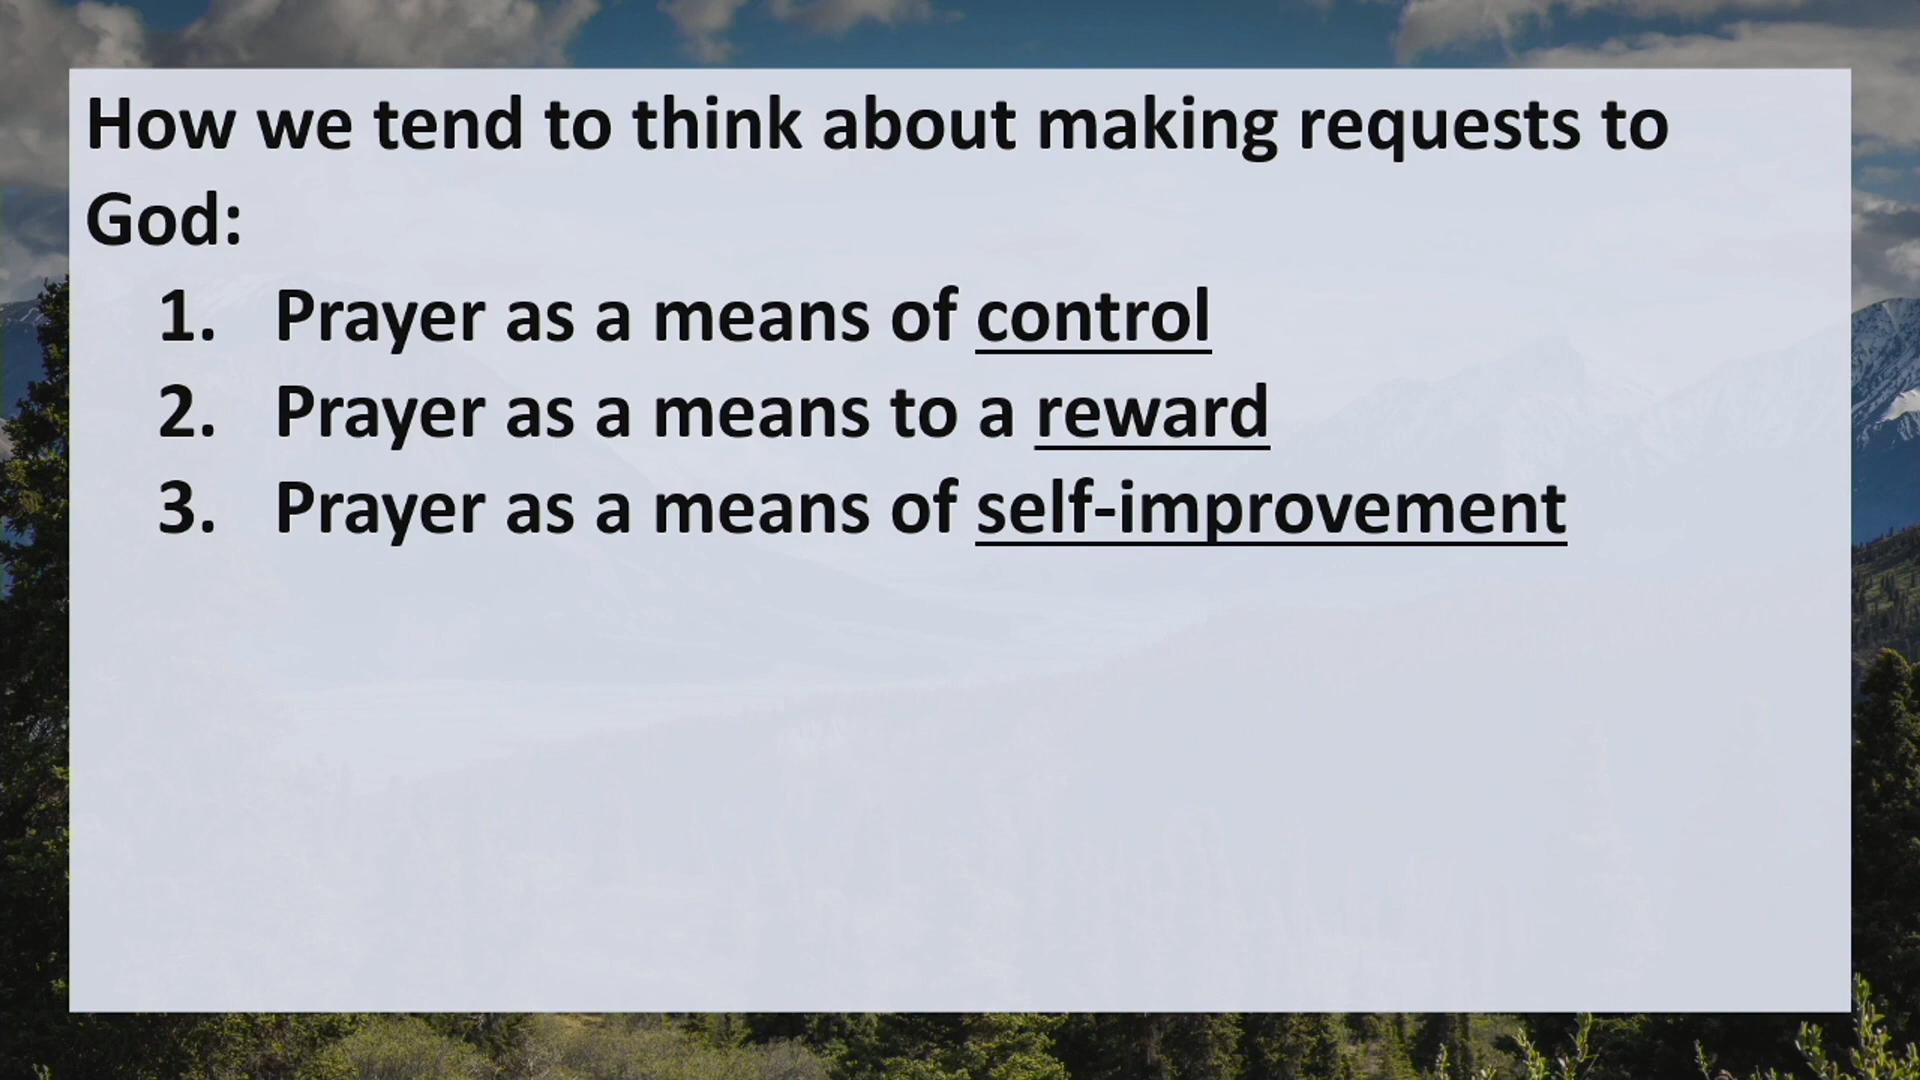 How we tend to think about making requests to
God:
1. Prayer as a means of control
2. Prayer as a means to a reward
3. Prayer as a means of self-improvement